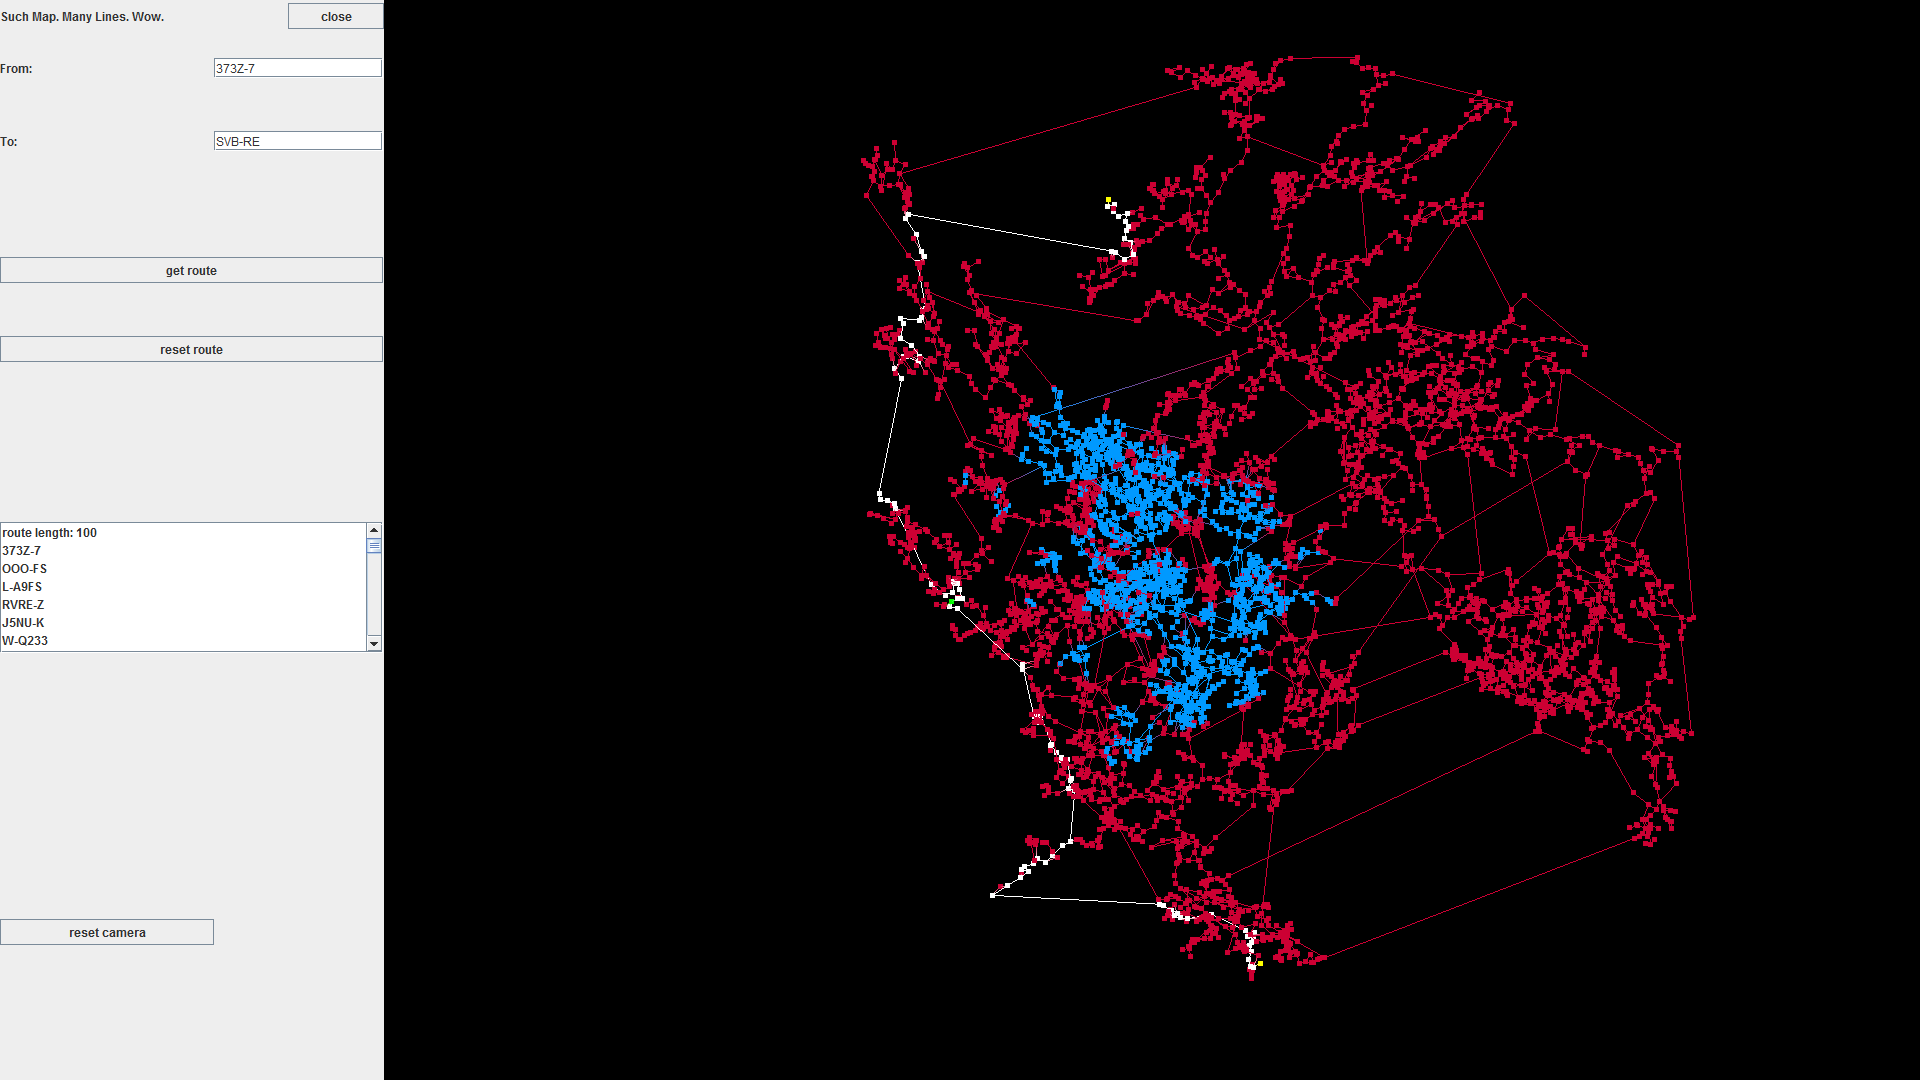 Such Map. Many Lines. Wow.
close
From:
373Z-7
To:
SVB-RE
get route
reset route
route length: 100
373Z-7
OOO-FS
L-A9FS
RVRE-Z
J5NU-K
W-Q233
reset camera